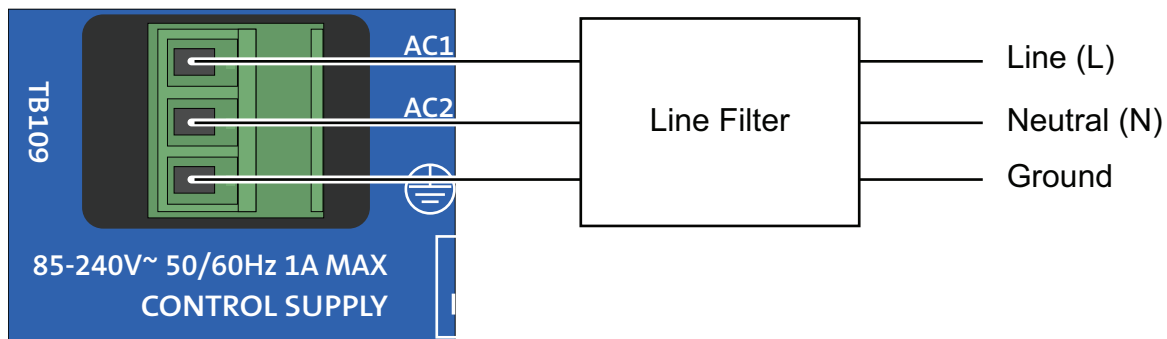 TB109
AC1
AC2
Line Filter
Line (L)
Neutral (N)
Ground
85-240V~ 50/60Hz 1A MAX
CONTROL SUPPLY